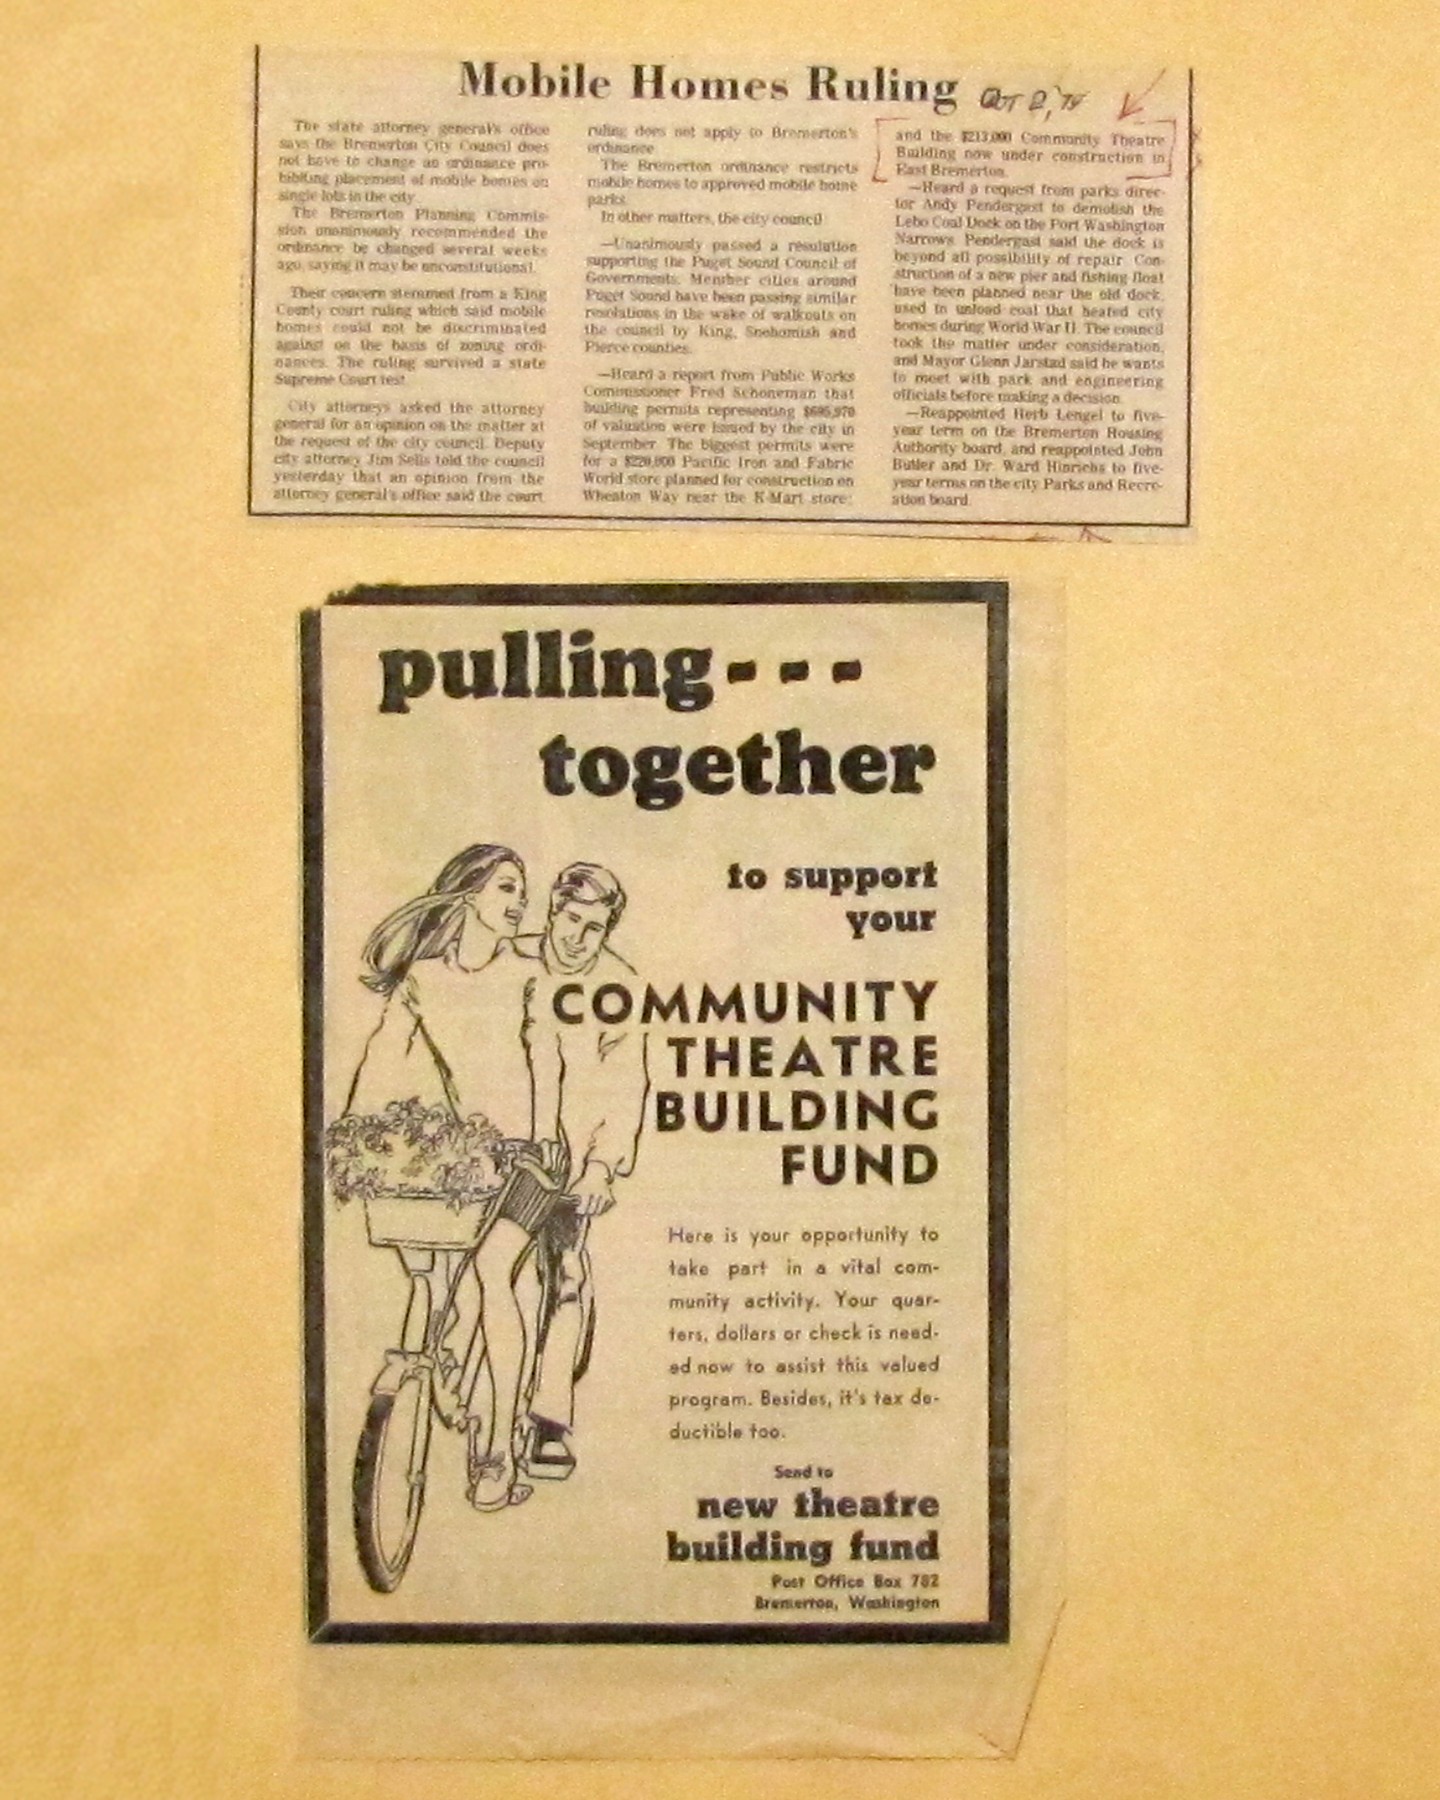 Mobile Homes Ruling
Oct 2, '74
The state attorney general's office
says the Bremerton City Council does
not have to change an ordinance pro-
hibiting placement of mobile homes on
single lots in the city.
The Bremerton Planning Commis-
sion unanimously recommended the
ordinance be changed several weeks
ago, saying it may be unconstitutional.
Their concern stemmed from a King
County court ruling which said mobile
homes could not be discriminated
against on the basis of zoning ordi-
nances. The ruling survived a state
Supreme Court test.
City attorneys asked the attorney
general for an opinion on the matter at
the request of the city council. Deputy
city attorney Jim Sells told the council
yesterday that an opinion from the
attorney general's office said the court
ruling does not apply to Bremerton's
ordinance.
The Bremerton ordinance restricts
mobile homes to approved mobile home
parks.
In other matters, the city council:
—Unanimously passed a resolution
supporting the Puget Sound Council of
Governments. Member cities around
Puget Sound have been passing similar
resolutions in the wake of walkouts on
the council by King, Snohomish and
Pierce counties.
—Heard a report from Public Works
Commissioner Fred Schoneman that
building permits representing $695,970
of valuation were issued by the city in
September. The biggest permits were
for a $220,000 Pacific Iron and Fabric
World store planned for construction on
Wheaton Way near the K-Mart store;
and the $213,000 Community Theatre
Building now under construction in
East Bremerton.
—Heard a request from parks direc-
tor Andy Pendergast to demolish the
Lebo Coal Dock on the Port Washington
Narrows. Pendergast said the dock is
beyond all possibility of repair. Con-
struction of a new pier and fishing float
have been planned near the old dock,
used to unload coal that heated city
homes during World War II. The council
took the matter under consideration,
and Mayor Glenn Jarstad said he wants
to meet with park and engineering
officials before making a decision.
—Reappointed Herb Lengel to five-
year term on the Bremerton Housing
Authority board, and reappointed John
Butler and Dr. Ward Hinrichs to five-
year terms on the city Parks and Recre-
ation board.
pulling---
together
to support
your
COMMUNITY
THEATRE
BUILDING
FUND
Here is your opportunity to
take part in a vital com-
munity activity. Your quar-
ters, dollars or check is need-
ed now to assist this valued
program. Besides, it's tax de-
ductible too.
Send to
new theatre
building fund
Post Office Box 782
Bremerton, Washington